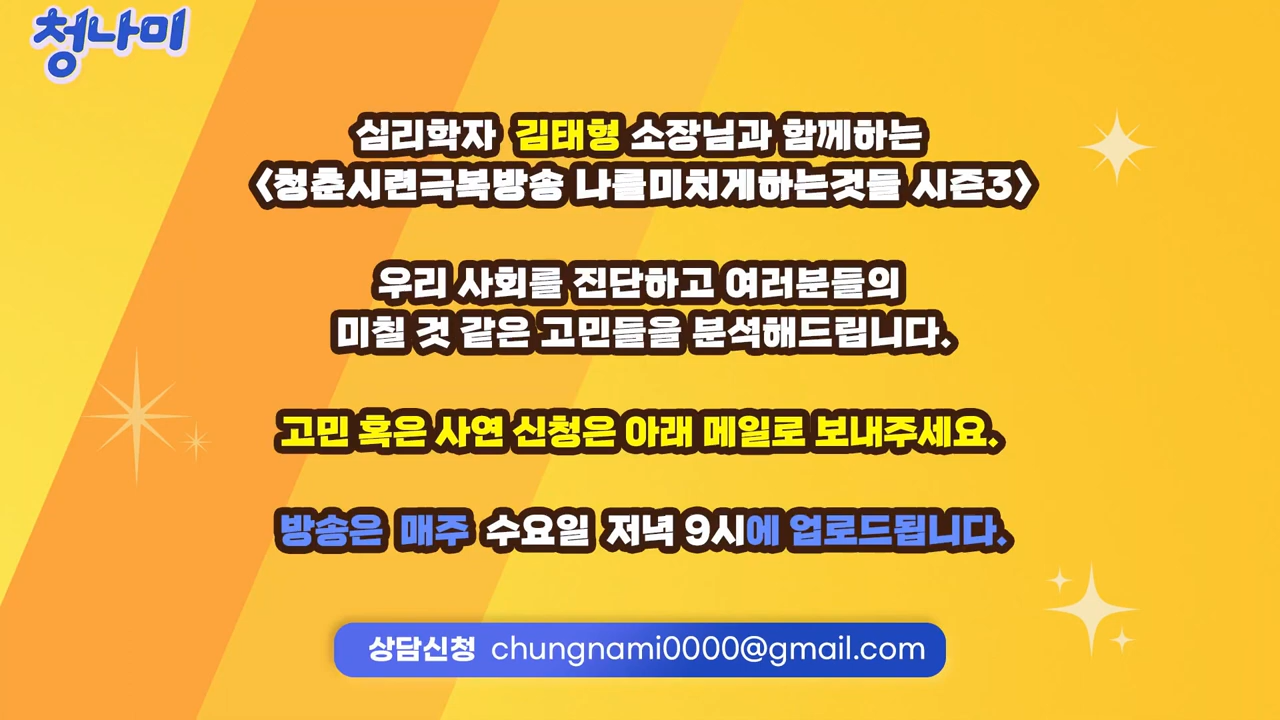 청나미
심리학자 김태형 소장님과 함께하는
<청춘시련극복방송 나를미치게하는것들 시즌3>
우리 사회를 진단하고 여러분들의
미칠 것 같은 고민들을 분석해드립니다.
고민 혹은 사연 신청은 아래 메일로 보내주세요.
방송은 매주 수요일 저녁 9시에 업로드됩니다.
상담신청 chungnami0000@gmail.com